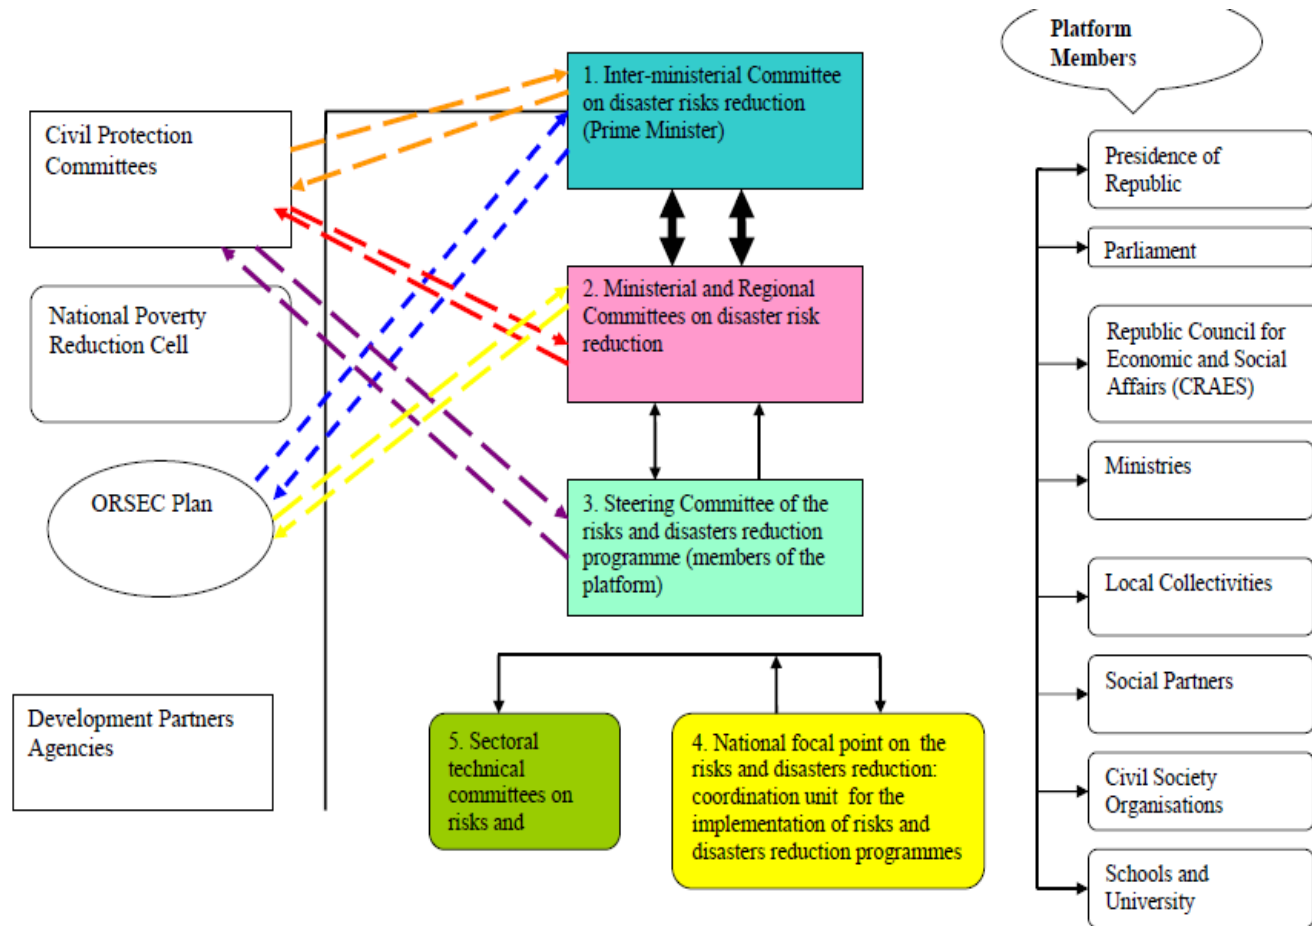 Platform
Members
1. Inter-ministerial Committee
on disaster risks reduction
(Prime Minister)
Civil Protection
Committees
National Poverty
Reduction Cell
ORSEC Plan
Development Partners
Agencies
2. Ministerial and Regional
Committees on disaster risk
reduction
3. Steering Committee of the
risks and disasters reduction
programme (members of the
platform)
5. Sectoral
technical
committees on
risks and
4. National focal point on the
risks and disasters reduction:
coordination unit for the
implementation of risks and
disasters reduction programmes
Presidence of
Republic
Parliament
Republic Council for
Economic and Social
Affairs (CRAES)
Ministries
Local Collectivities
Social Partners
Civil Society
Organisations
Schools and
University